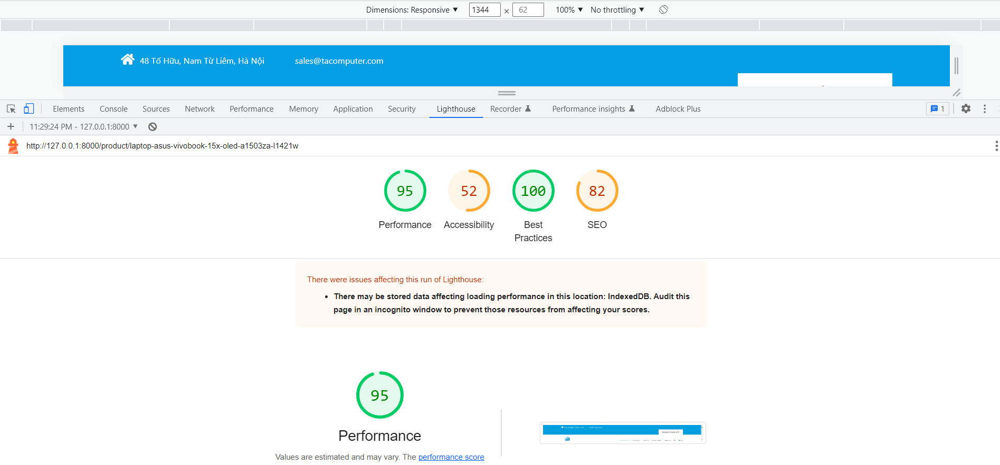 Dimensions: Responsive ▼ 1344 × 62 100% ▼ No throttling ▼
48 Tố Hữu, Nam Từ Liêm, Hà Nội sales@tacomputer.com
Elements Console Sources Network Performance Memory Application Security Lighthouse Recorder Performance insights Adblock Plus 1
11:29:24 PM - 127.0.0.1:8000 ▼
http://127.0.0.1:8000/product/laptop-asus-vivobook-15x-oled-a1503za-l1421w
95 52 100 82
Performance Accessibility Best Practices SEO
There were issues affecting this run of Lighthouse:
• There may be stored data affecting loading performance in this location: IndexedDB. Audit this
page in an incognito window to prevent those resources from affecting your scores.
95
Performance
Values are estimated and may vary. The performance score